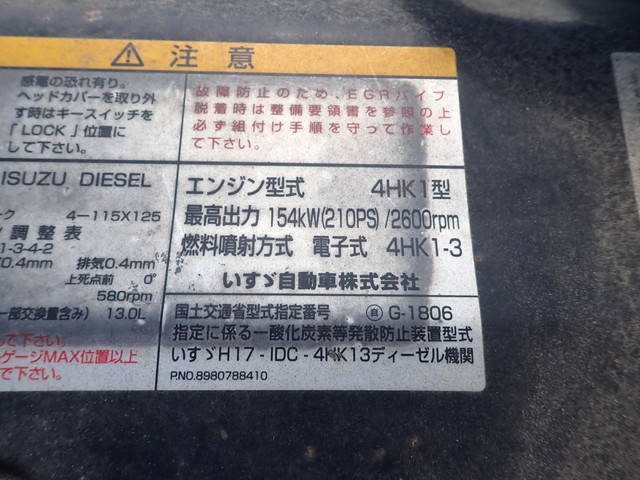 ⚠ 注意
感電の恐れ有り。
ヘッドカバーを取り外
す時はキースイッチを
「LOCK」位置に
して下さい。
故障防止のため、EGRパイプ
脱着時は整備要領書を参照の上
必ず組付け手順を守って作業し
て下さい。
ISUZU DIESEL
ーク 4-115X125
調整表
1-3-4-2
0.4mm 排気0.4mm
上死点前 0°
580rpm
一部交換量含み) 13.0L
して下さい。
ゲージMAX位置以上
で下さい。
エンジン型式 4HK1型
最高出力 154kW(210PS)/2600rpm
燃料噴射方式 電子式 4HK1-3
いすゞ自動車株式会社
国土交通省型式指定番号 自 G-1806
指定に係る一酸化炭素等発散防止装置型式
いすゞH17-IDC-4HK13ディーゼル機関
P.NO.8980788410